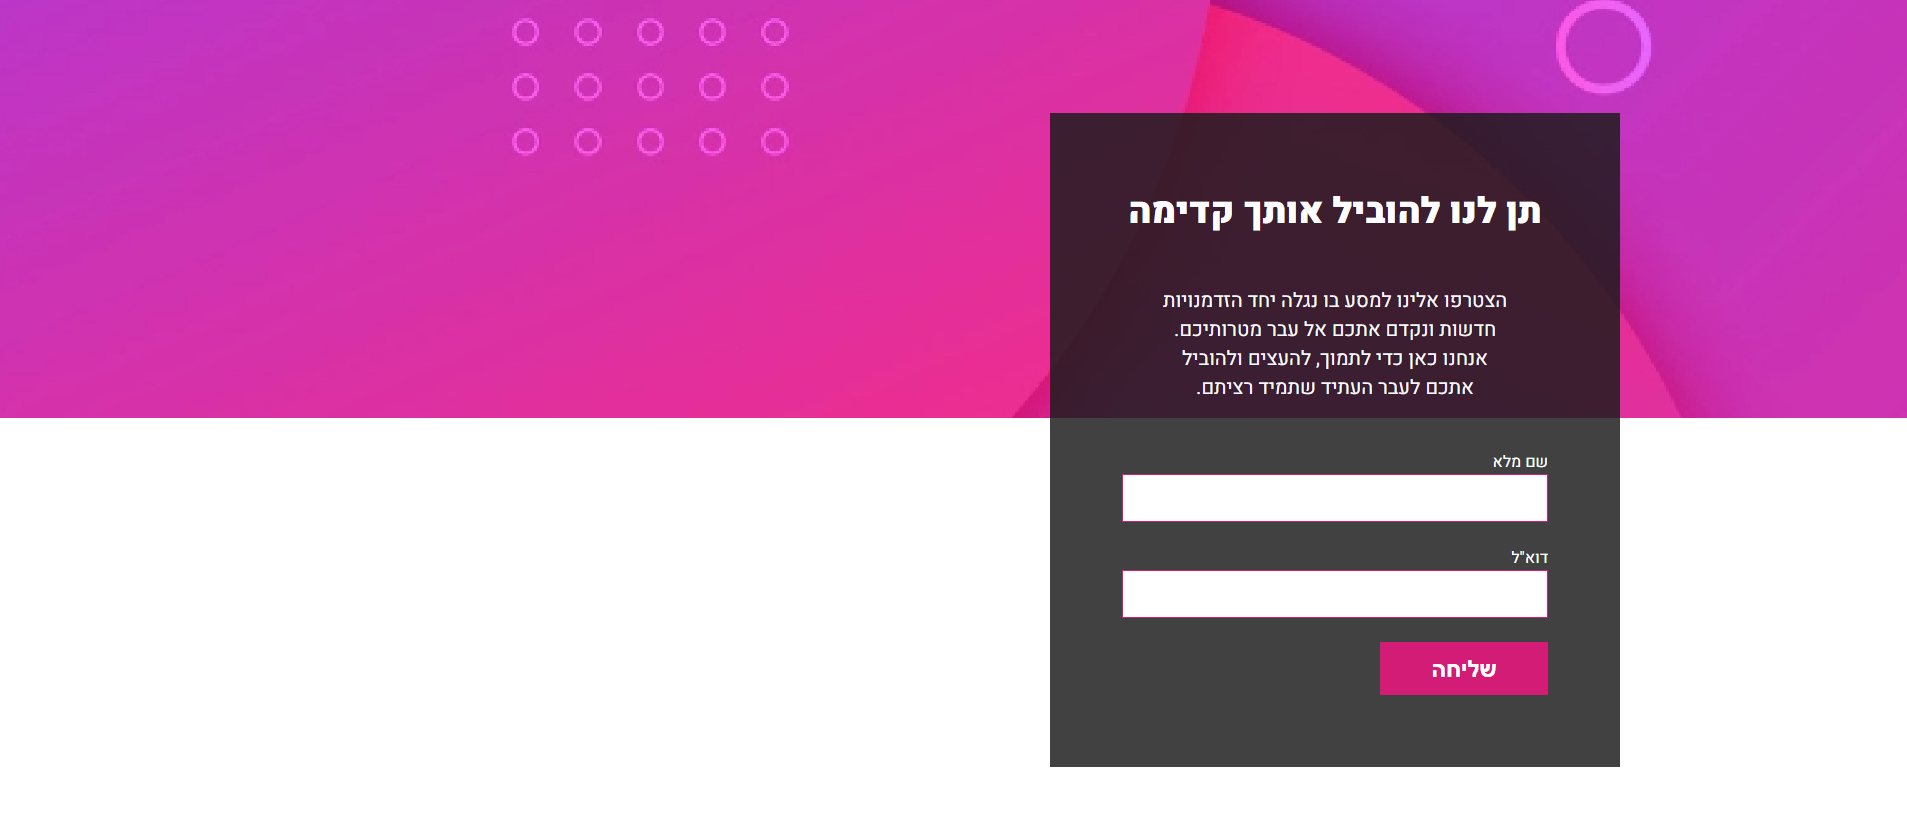 תן לנו להוביל אותך קדימה
הצטרפו אלינו למסע בו נגלה יחד הזדמנויות
חדשות ונקדם אתכם אל עבר מטרותיכם.
אנחנו כאן כדי לתמוך, להעצים ולהוביל
אתכם לעבר העתיד שתמיד רציתם.
שם מלא
דוא"ל
שליחה